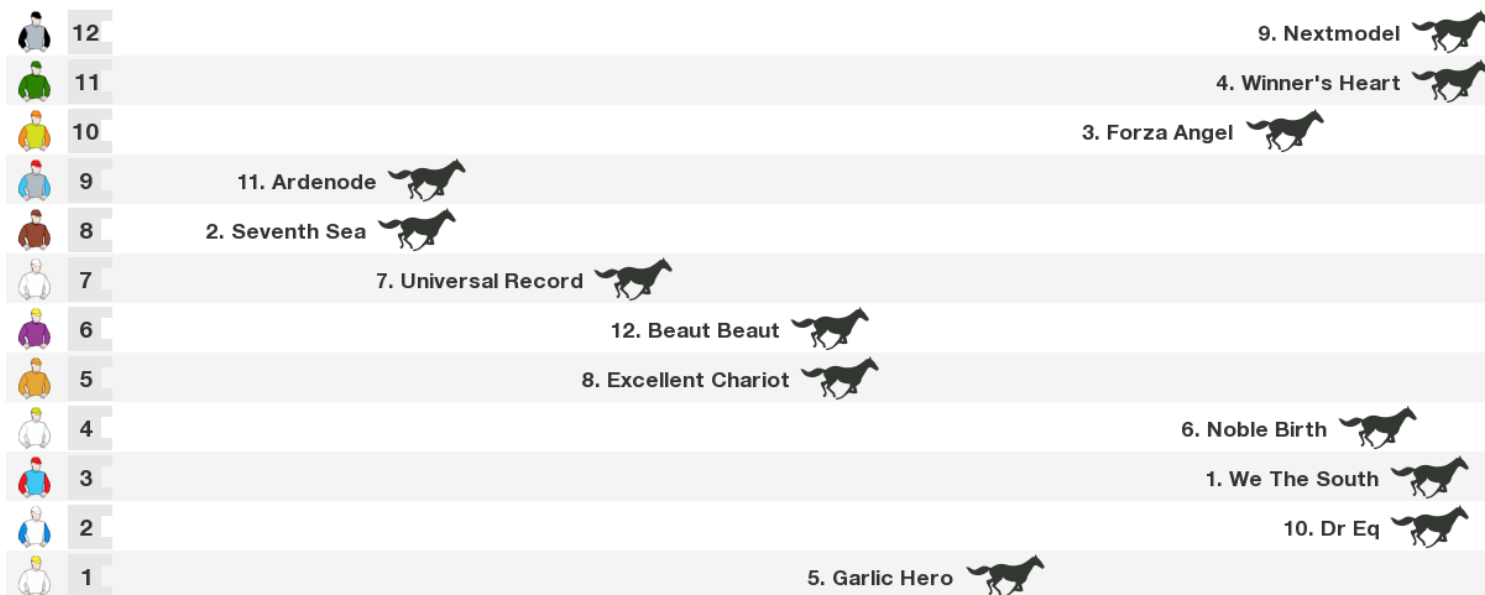 12 9. Nextmodel
11 4. Winner's Heart
10 3. Forza Angel
9 11. Ardenode
8 2. Seventh Sea
7 7. Universal Record
6 12. Beaut Beaut
5 8. Excellent Chariot
4 6. Noble Birth
3 1. We The South
2 10. Dr Eq
1 5. Garlic Hero